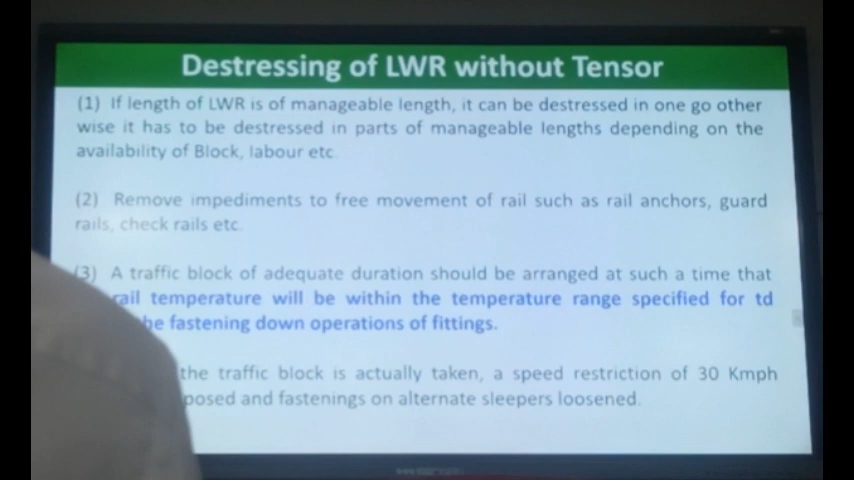 Destressing of LWR without Tensor
(1) If length of LWR is of manageable length, it can be destressed in one go other
wise it has to be destressed in parts of manageable lengths depending on the
availability of Block, labour etc
(2) Remove impediments to free movement of rail such as rail anchors, guard
rails, check rails etc.
(3) A traffic block of adequate duration should be arranged at such a time that
rail temperature will be within the temperature range specified for td
fastening down operations of fittings.
the traffic block is actually taken, a speed restriction of 30 Kmph
posed and fastenings on alternate sleepers loosened.